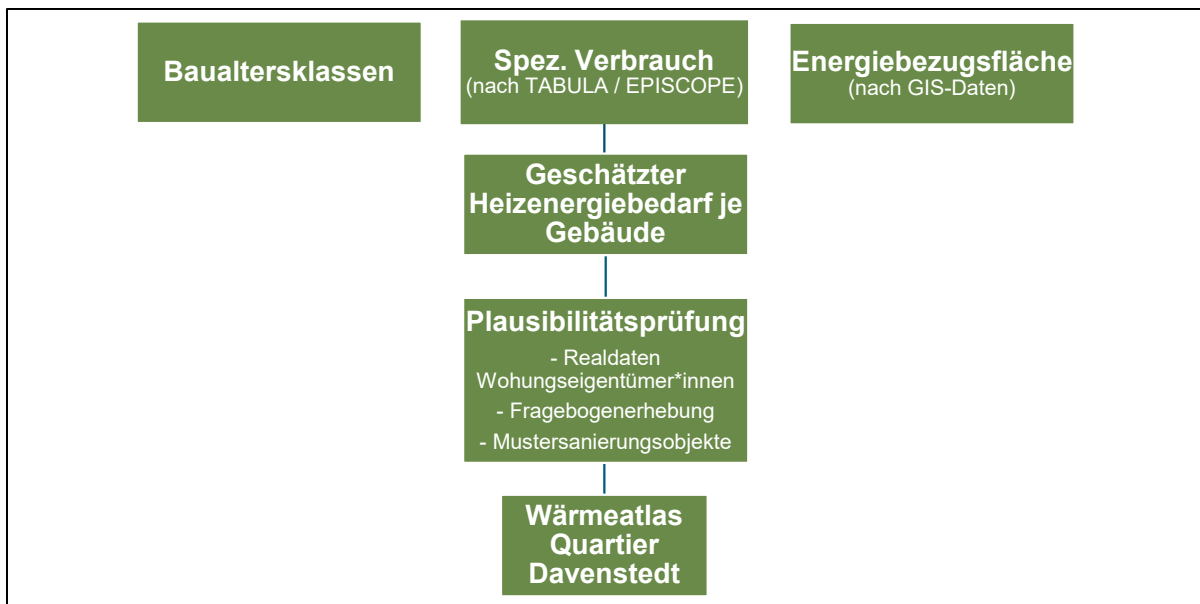 Baualtersklassen
Spez. Verbrauch
(nach TABULA / EPISCOPE)
Energiebezugsfläche
(nach GIS-Daten)
Geschätzter
Heizenergiebedarf je
Gebäude
Plausibilitätsprüfung
- Realdaten
Wohungseigentümer*innen
- Fragebogenerhebung
- Mustersanierungsobjekte
Wärmeatlas
Quartier
Davenstedt